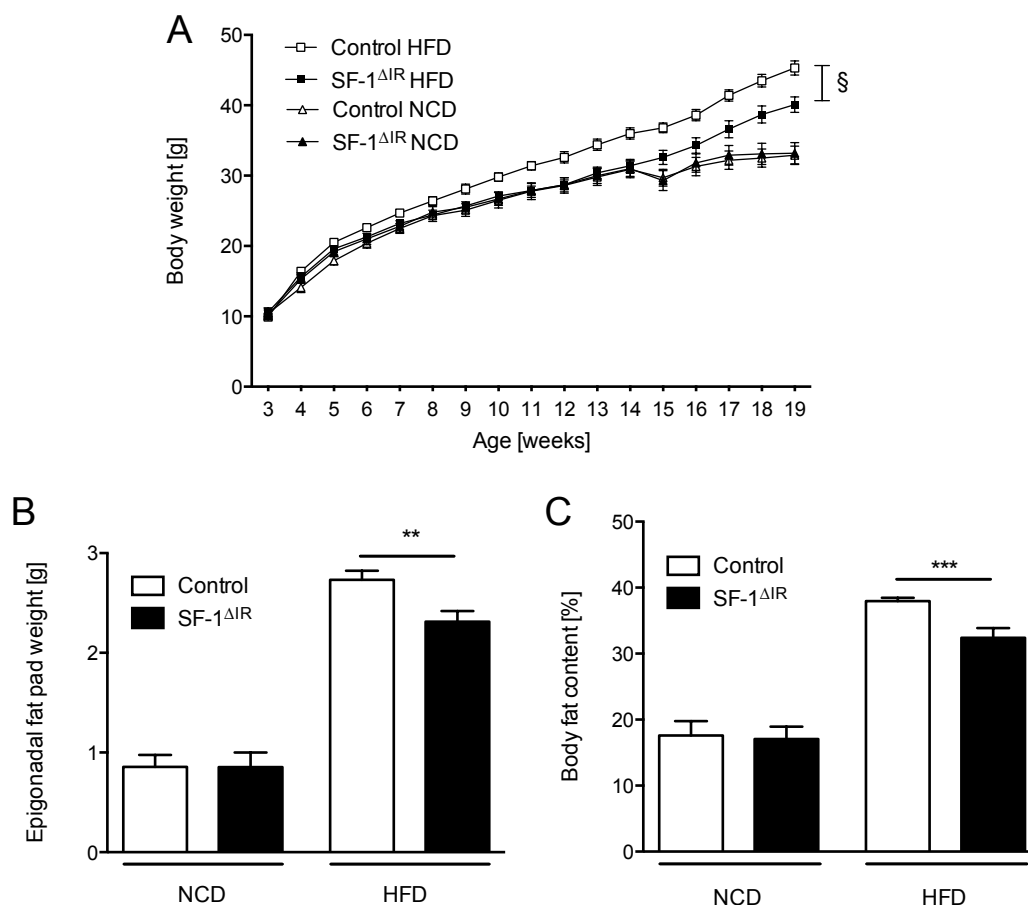 A
Control HFD
SF-1ΔIR HFD
Control NCD
SF-1ΔIR NCD
§
Body weight [g]
50
40
30
20
10
0
3 4 5 6 7 8 9 10 11 12 13 14 15 16 17 18 19
Age [weeks]
B
**
Control
SF-1ΔIR
Epigonadal fat pad weight [g]
3
2
1
0
NCD HFD
C
***
Control
SF-1ΔIR
Body fat content [%]
50
40
30
20
10
0
NCD HFD